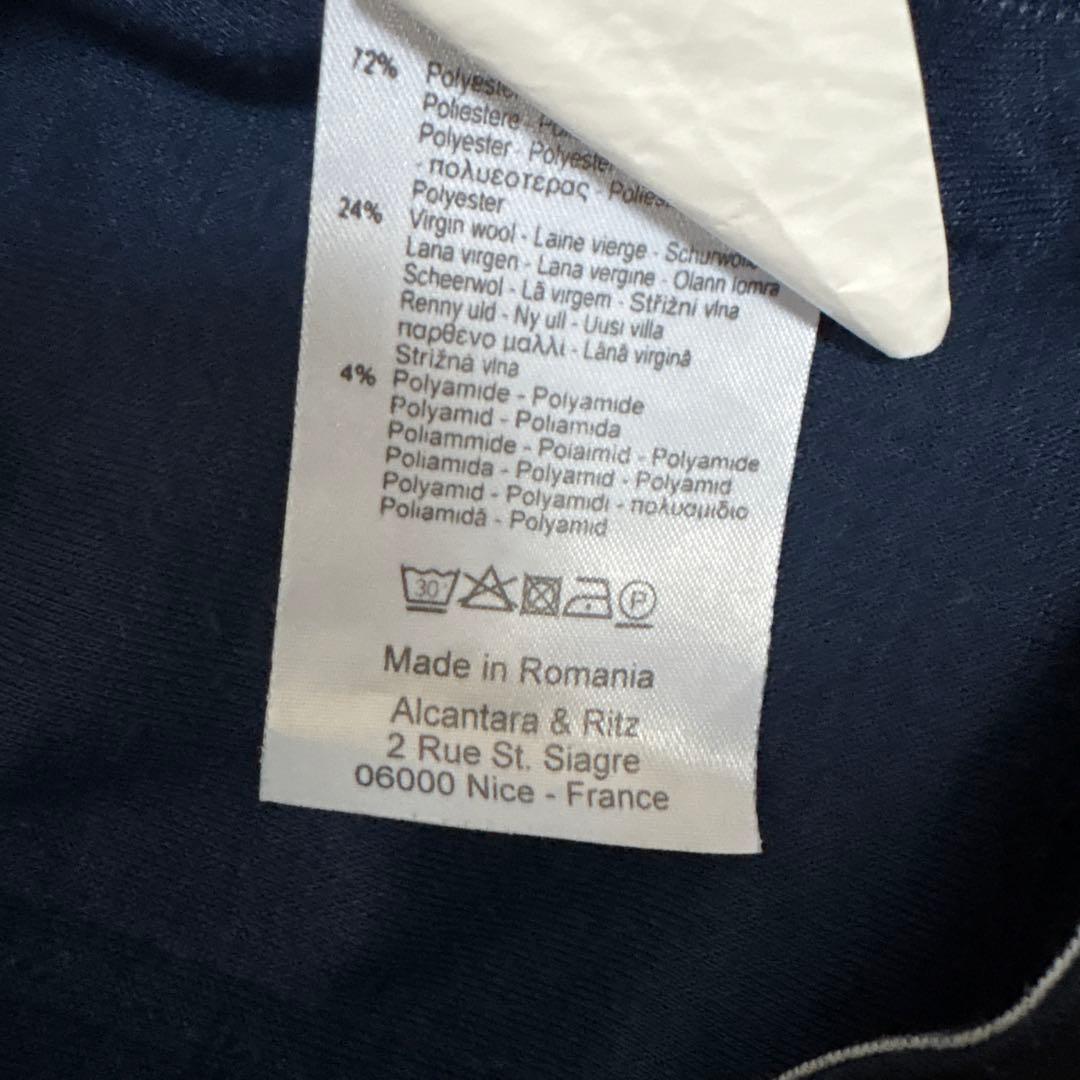 72% Polyester
Poliestere
Polyester - Polyester
- πολυεστερας - Poliest
Polyester
24% Virgin wool - Laine vierge - Schurwolle
Lana virgen - Lana vergine - Olann lomra
Scheerwol - Lã virgem - Střižní vlna
Renny uld - Ny ull - Uusi villa
παρθενο μαλλι - Lână virgină
Strižná vlna
4% Polyamide - Polyamide
Polyamid - Poliamida
Poliammide - Polaimid - Polyamide
Poliamida - Polyamid - Polyamid
Polyamid - Polyamidi - πολυαμιδιο
Poliamidă - Polyamid
30° P
Made in Romania
Alcantara & Ritz
2 Rue St. Siagre
06000 Nice - France